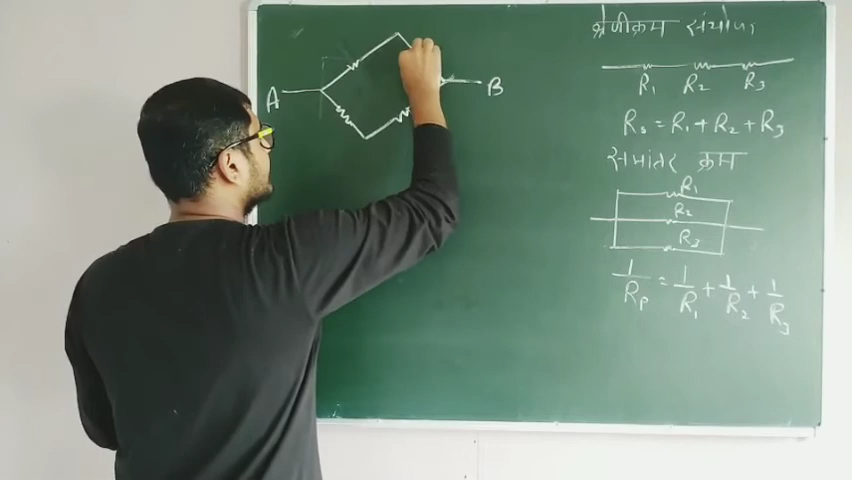 श्रेणीक्रम संयोजन
R₁ R₂ R₃
Rₛ = R₁ + R₂ + R₃
समांतर क्रम
R₁
R₂
R₃
1/Rₚ = 1/R₁ + 1/R₂ + 1/R₃
A B